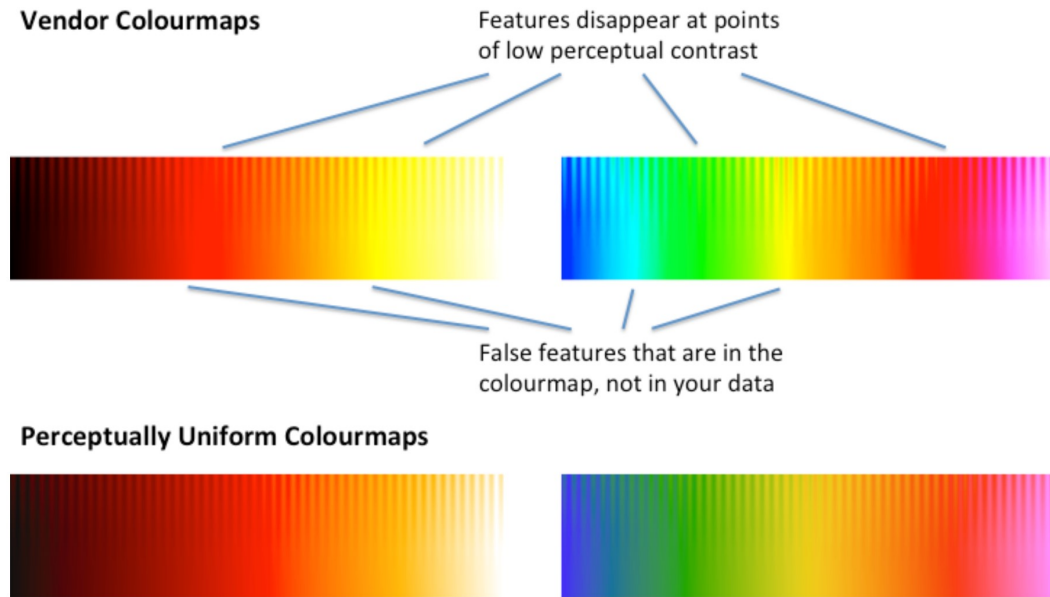 Vendor Colourmaps
Features disappear at points
of low perceptual contrast
False features that are in the
colourmap, not in your data
Perceptually Uniform Colourmaps